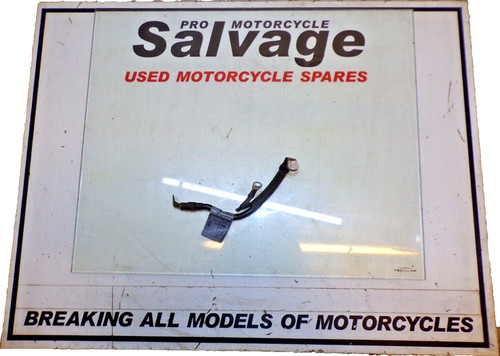 PRO MOTORCYCLE
Salvage
USED MOTORCYCLE SPARES
BREAKING ALL MODELS OF MOTORCYCLES